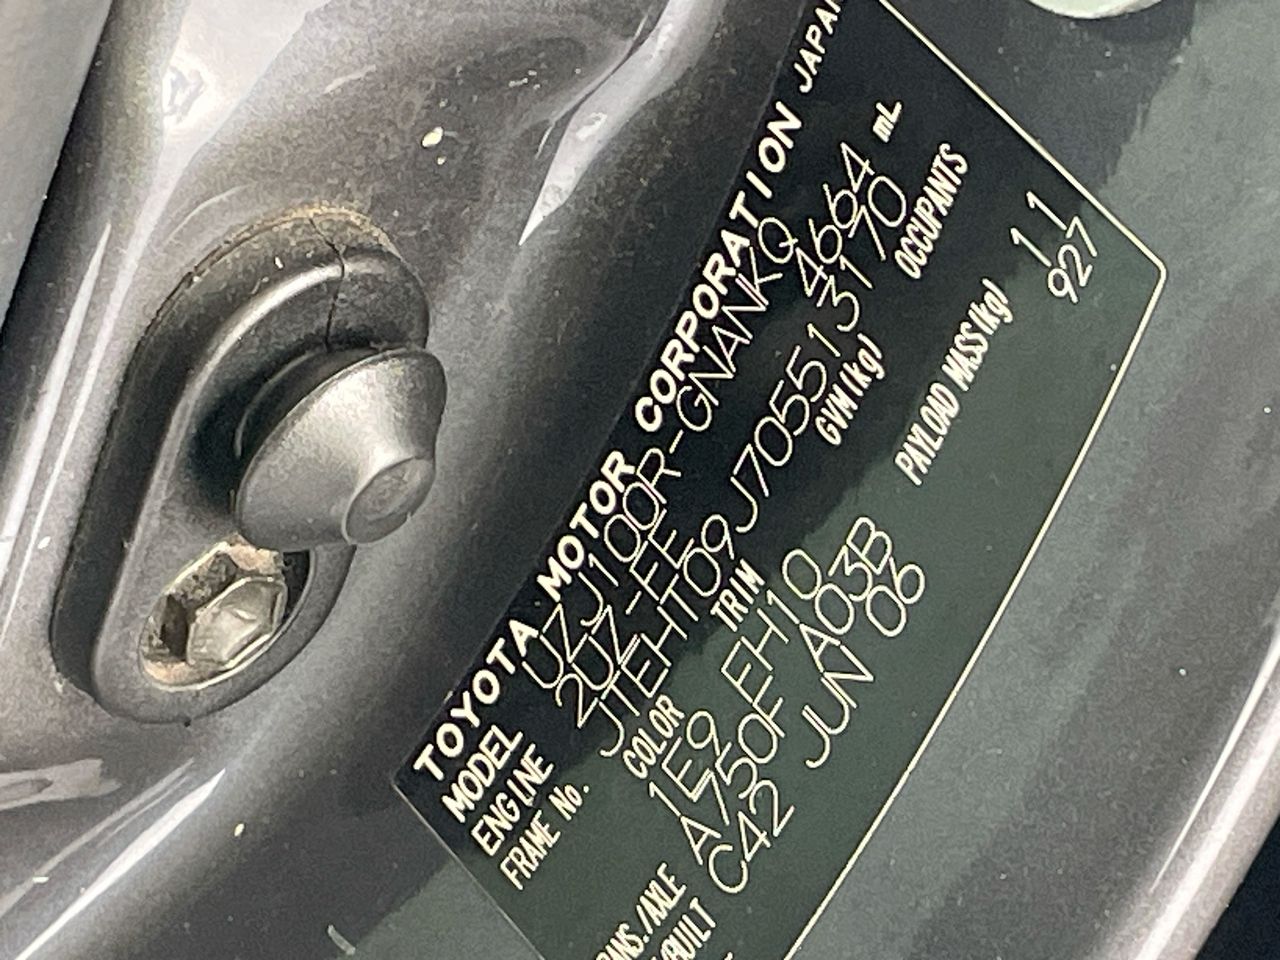 TOYOTA MOTOR CORPORATION JAPAN
MODEL UZJ100R-GNANKQ
ENGINE 2UZ-FE 4664 mL
FRAME No. JTEHT09J705513170
COLOR TRIM GVM(kg) OCCUPANTS
1E9 FH10 11
A750F A03B PAYLOAD MASS(kg) 927
C42 JUN 06